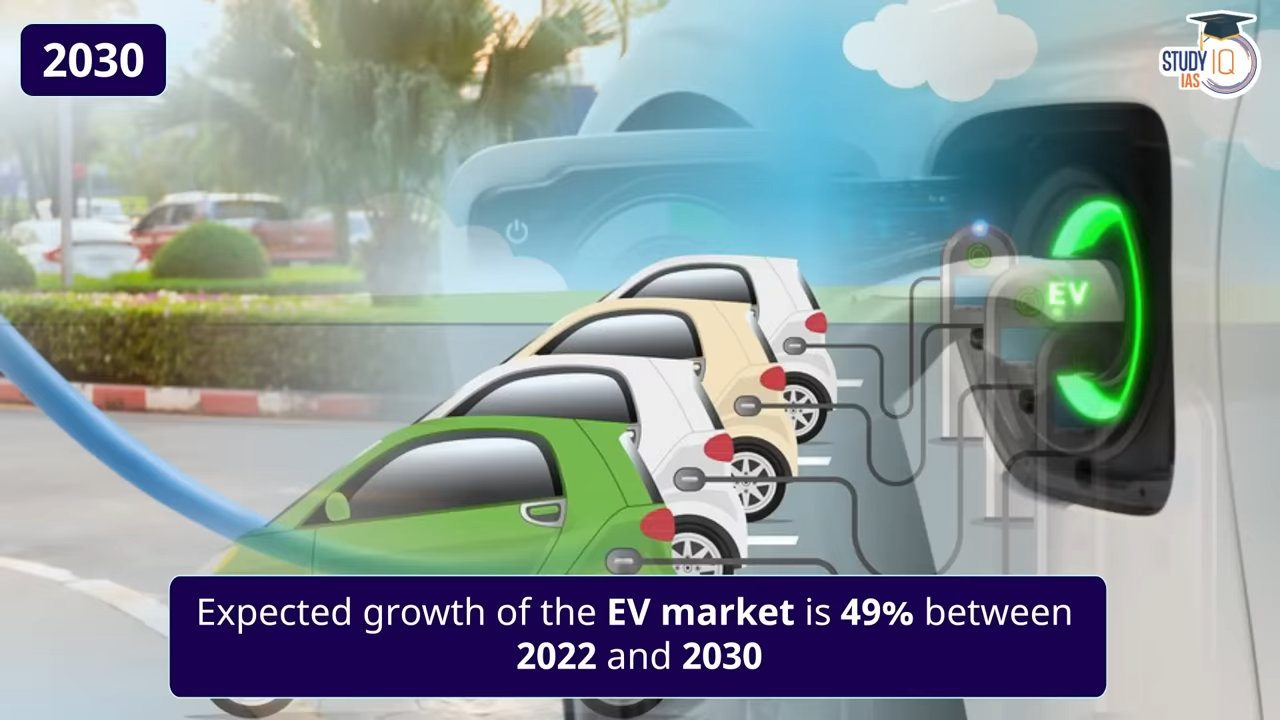 2030
STUDY IQ
IAS
EV
Expected growth of the EV market is 49% between
2022 and 2030